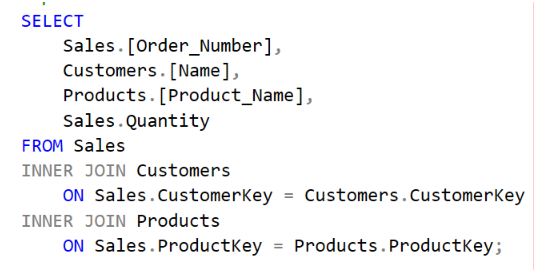 SELECT
    Sales.[Order_Number],
    Customers.[Name],
    Products.[Product_Name],
    Sales.Quantity
FROM Sales
INNER JOIN Customers
    ON Sales.CustomerKey = Customers.CustomerKey
INNER JOIN Products
    ON Sales.ProductKey = Products.ProductKey;